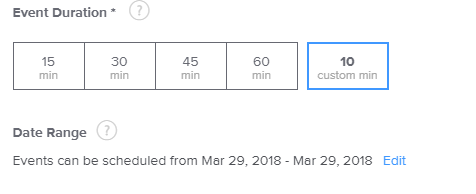 Event Duration * ?
15 30 45 60 10
min min min min custom min
Date Range ?
Events can be scheduled from Mar 29, 2018 - Mar 29, 2018 Edit